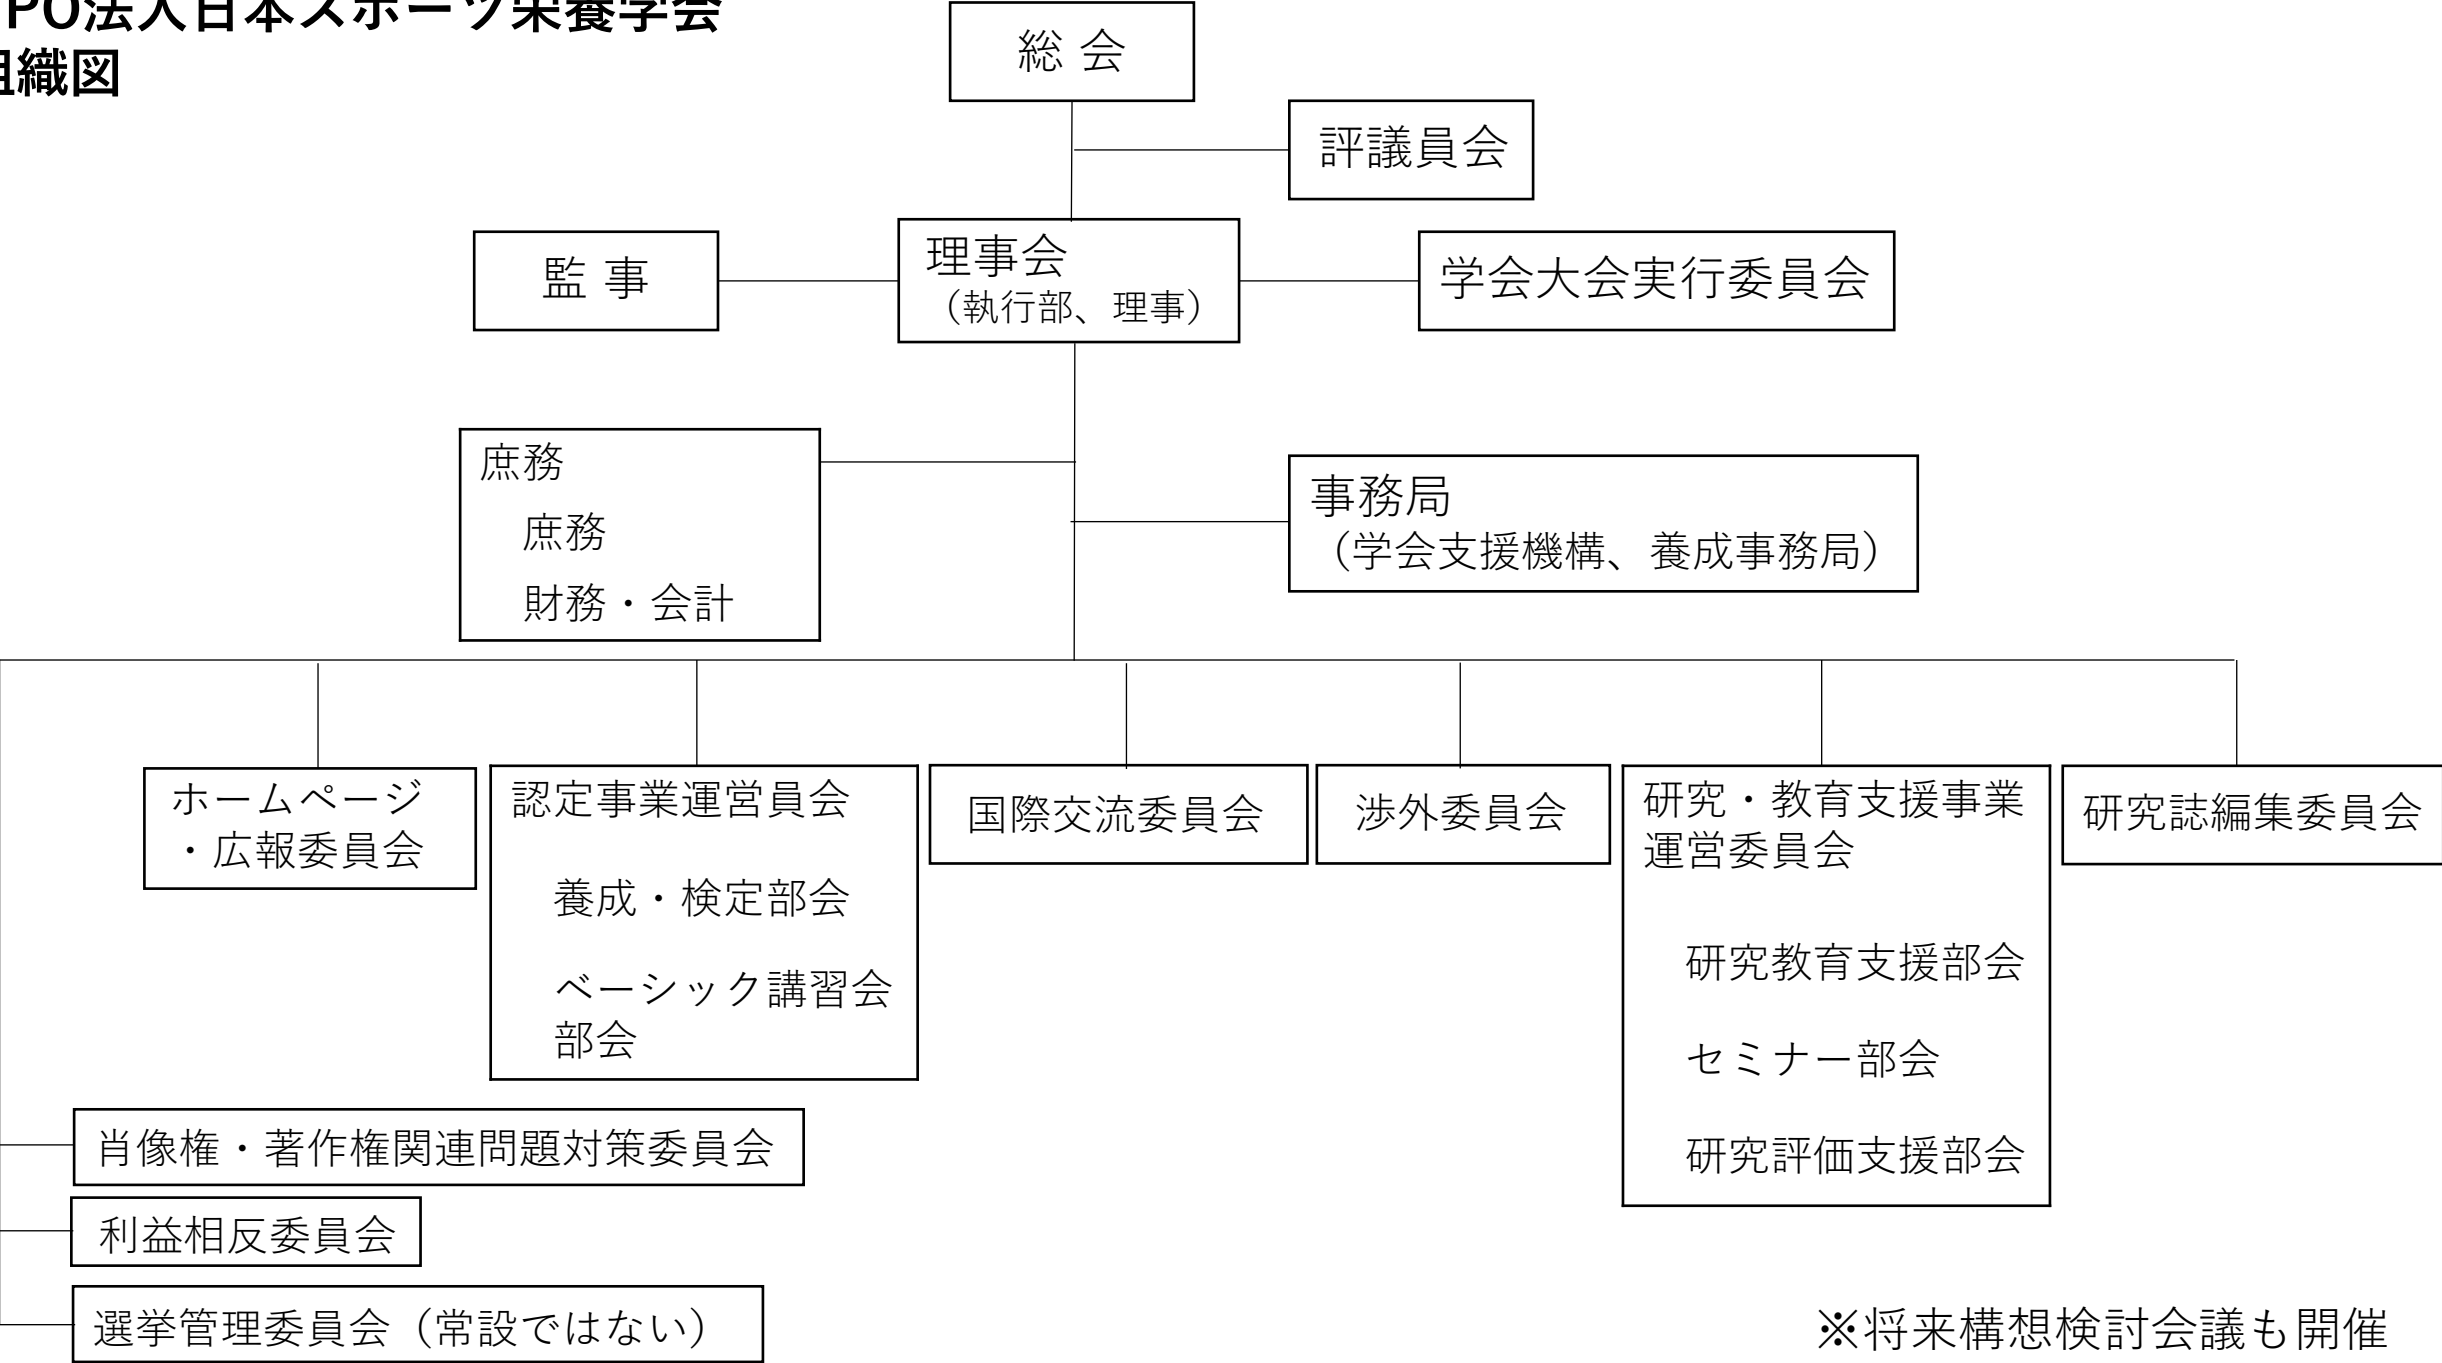 PO法人日本スポーツ栄養学会
組織図
総 会
評議員会
監 事
理事会
（執行部、理事）
学会大会実行委員会
庶務
庶務
財務・会計
事務局
（学会支援機構、養成事務局）
ホームページ
・広報委員会
認定事業運営員会
養成・検定部会
ベーシック講習会
部会
国際交流委員会
渉外委員会
研究・教育支援事業
運営委員会
研究教育支援部会
セミナー部会
研究評価支援部会
研究誌編集委員会
肖像権・著作権関連問題対策委員会
利益相反委員会
選挙管理委員会（常設ではない）
※将来構想検討会議も開催